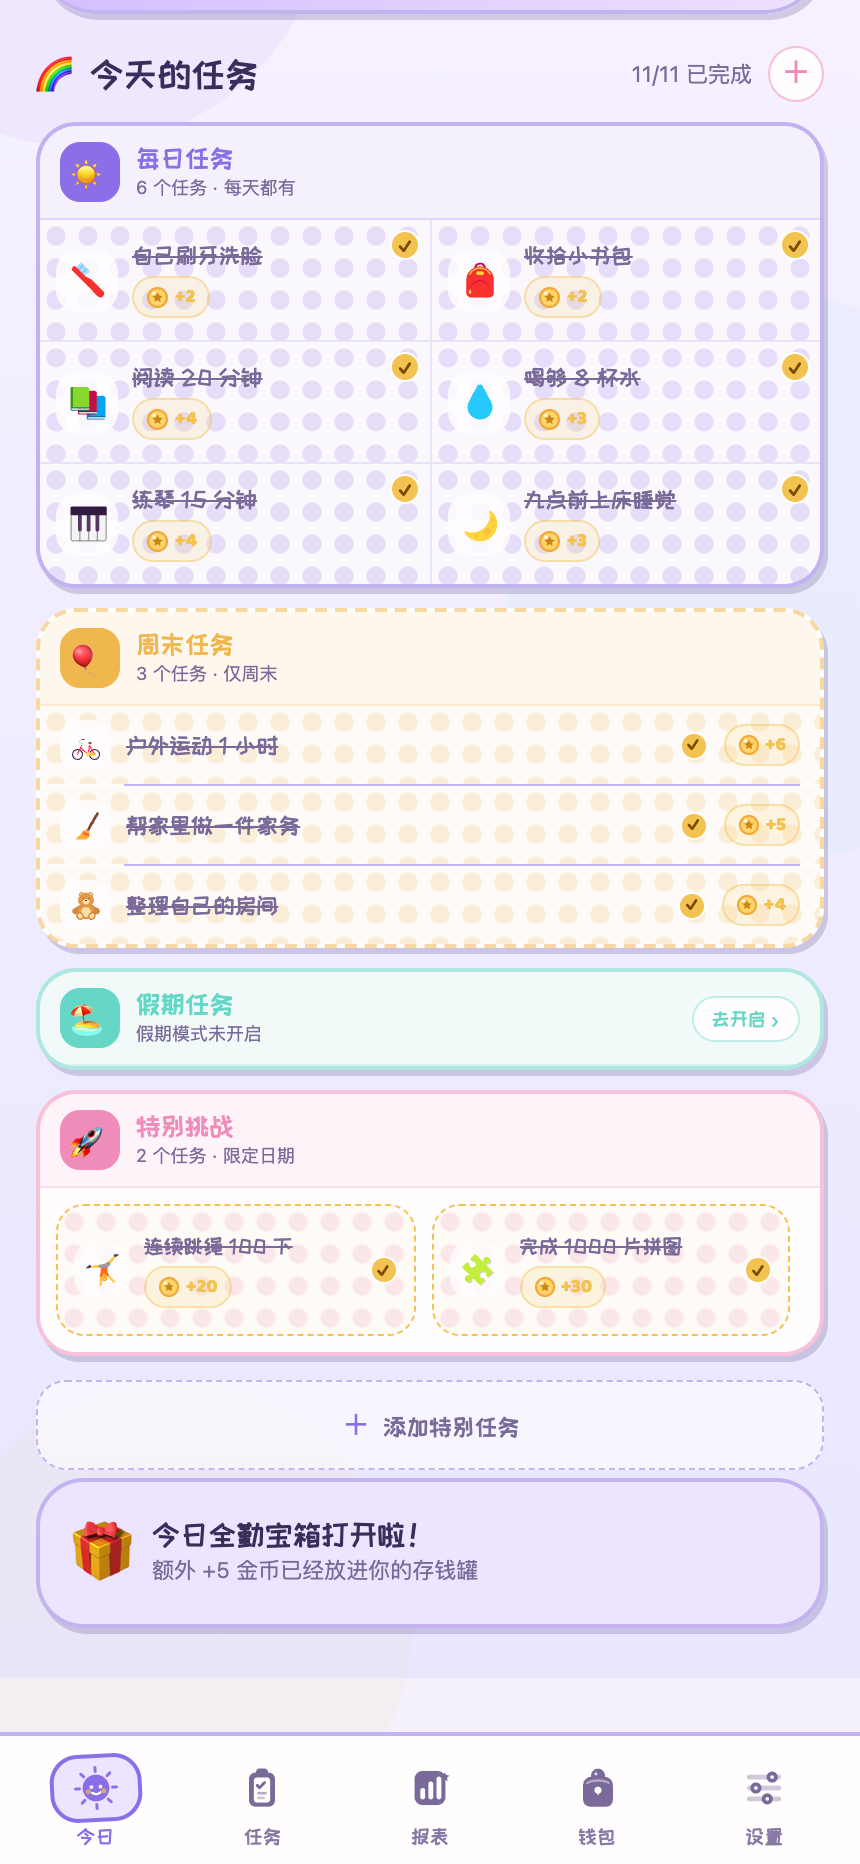 今天的任务
11/11 已完成
每日任务
6 个任务 · 每天都有
自己刷牙洗脸
+2
收拾小书包
+2
阅读 20 分钟
+4
喝够 8 杯水
+3
练琴 15 分钟
+4
九点前上床睡觉
+3
周末任务
3 个任务 · 仅周末
户外运动 1 小时
+6
帮家里做一件家务
+5
整理自己的房间
+4
假期任务
假期模式未开启
去开启 ›
特别挑战
2 个任务 · 限定日期
连续跳绳 100 下
+20
完成 1000 片拼图
+30
添加特别任务
今日全勤宝箱打开啦！
额外 +5 金币已经放进你的存钱罐
今日
任务
报表
钱包
设置